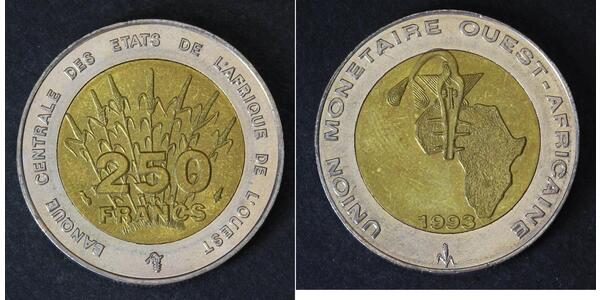 BANQUE CENTRALE DES ETATS DE L'AFRIQUE DE L'OUEST
250
FRANCS
UNION MONETAIRE OUEST-AFRICAINE
1993